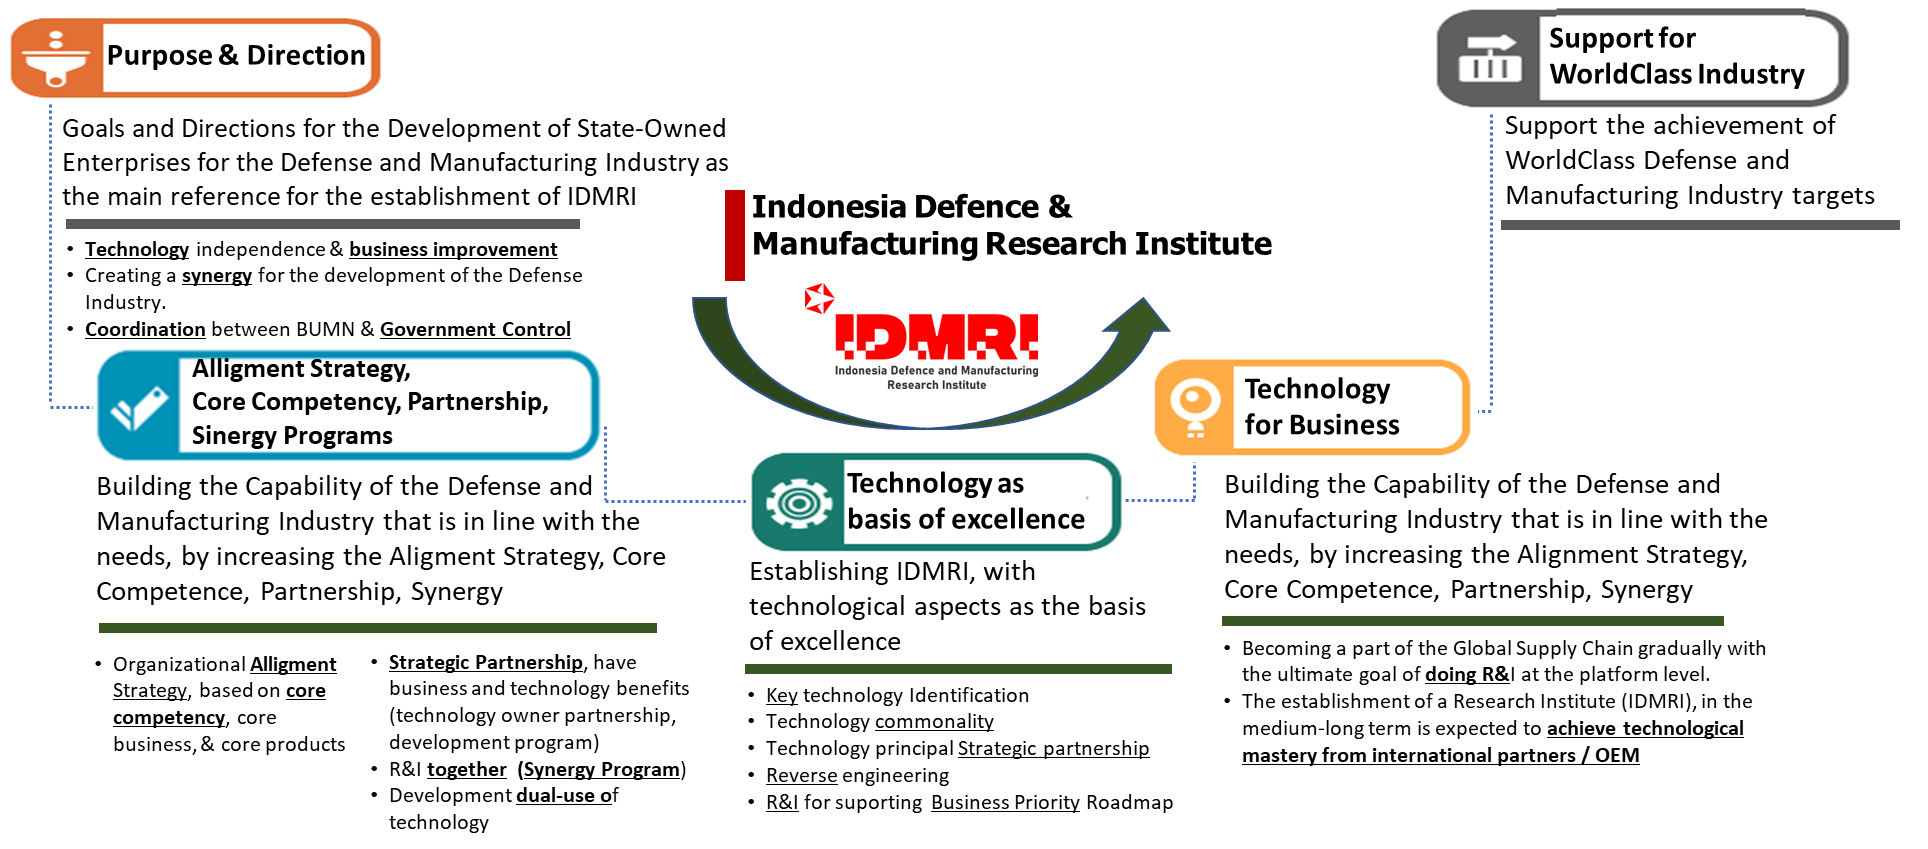 Purpose & Direction
Goals and Directions for the Development of State-Owned
Enterprises for the Defense and Manufacturing Industry as
the main reference for the establishment of IDMRI
• Technology independence & business improvement
• Creating a synergy for the development of the Defense
Industry.
• Coordination between BUMN & Government Control
Alligment Strategy,
Core Competency, Partnership,
Sinergy Programs
Building the Capability of the Defense and
Manufacturing Industry that is in line with the
needs, by increasing the Aligment Strategy, Core
Competence, Partnership, Synergy
• Organizational Alligment
Strategy, based on core
competency, core
business, & core products
• Strategic Partnership, have
business and technology benefits
(technology owner partnership,
development program)
• R&I together (Synergy Program)
• Development dual-use of
technology
Indonesia Defence &
Manufacturing Research Institute
IDMRI
Indonesia Defence and Manufacturing
Research Institute
Technology as
basis of excellence
Establishing IDMRI, with
technological aspects as the basis
of excellence
• Key technology Identification
• Technology commonality
• Technology principal Strategic partnership
• Reverse engineering
• R&I for suporting Business Priority Roadmap
Technology
for Business
Building the Capability of the Defense and
Manufacturing Industry that is in line with the
needs, by increasing the Alignment Strategy,
Core Competence, Partnership, Synergy
• Becoming a part of the Global Supply Chain gradually with
the ultimate goal of doing R&I at the platform level.
• The establishment of a Research Institute (IDMRI), in the
medium-long term is expected to achieve technological
mastery from international partners / OEM
Support for
WorldClass Industry
Support the achievement of
WorldClass Defense and
Manufacturing Industry targets